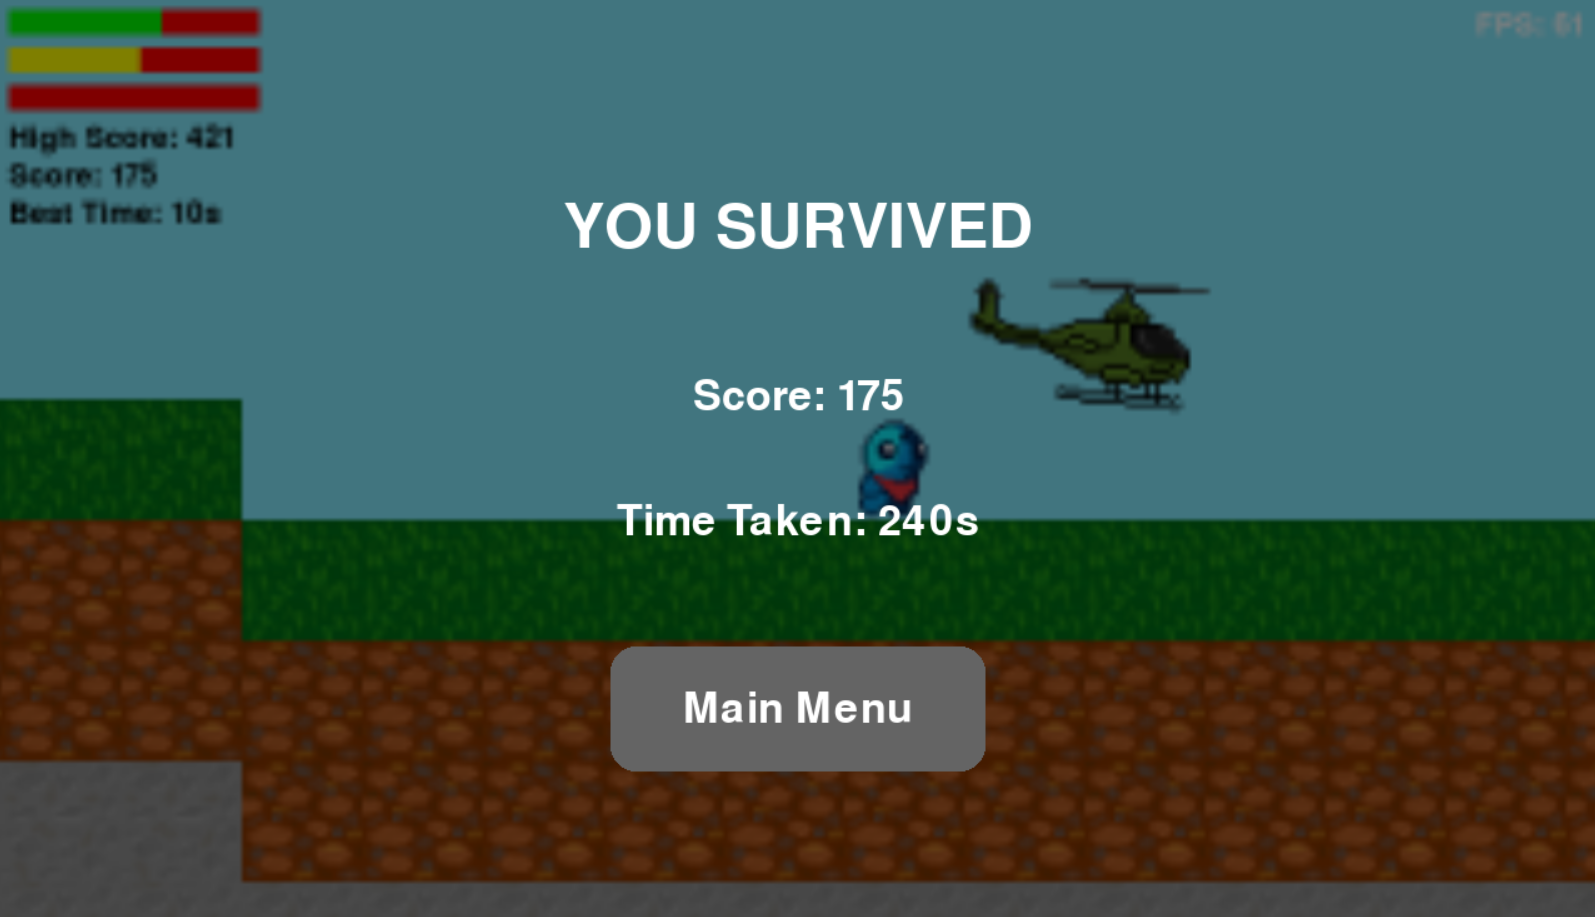 FPS: 61
High Score: 421
Score: 175
Best Time: 10s
YOU SURVIVED
Score: 175
Time Taken: 240s
Main Menu